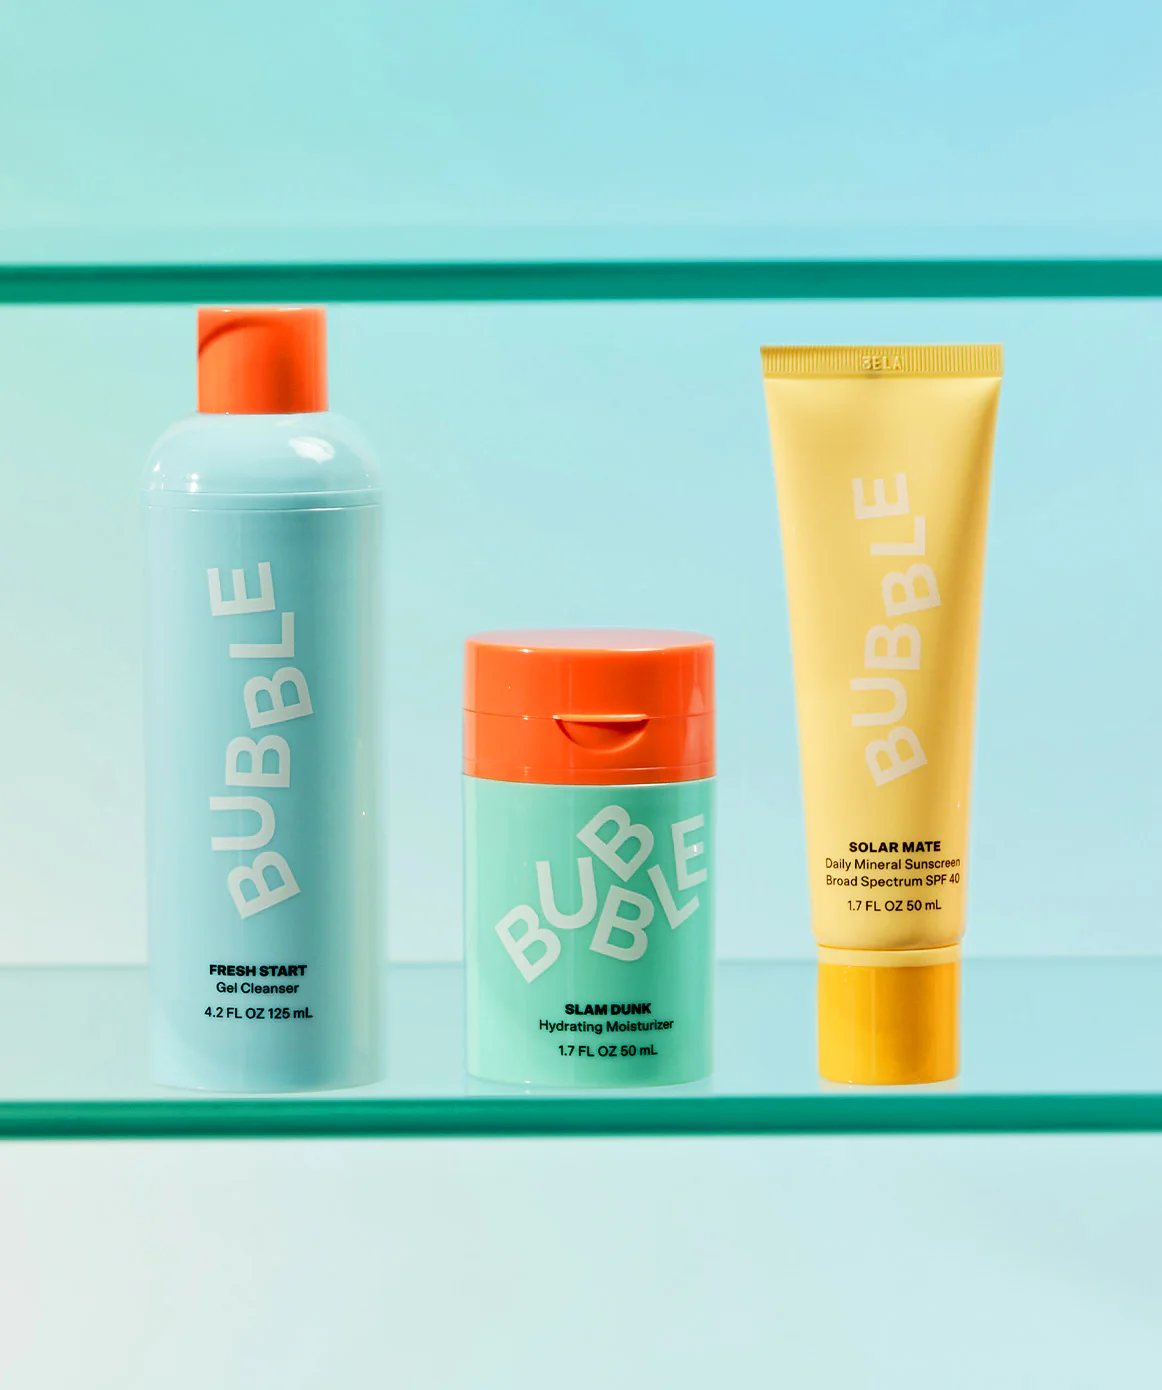 BUBBLE
FRESH START
Gel Cleanser
4.2 FL OZ 125 mL
BUBBLE
SLAM DUNK
Hydrating Moisturizer
1.7 FL OZ 50 mL
BUBBLE
SOLAR MATE
Daily Mineral Sunscreen
Broad Spectrum SPF 40
1.7 FL OZ 50 mL